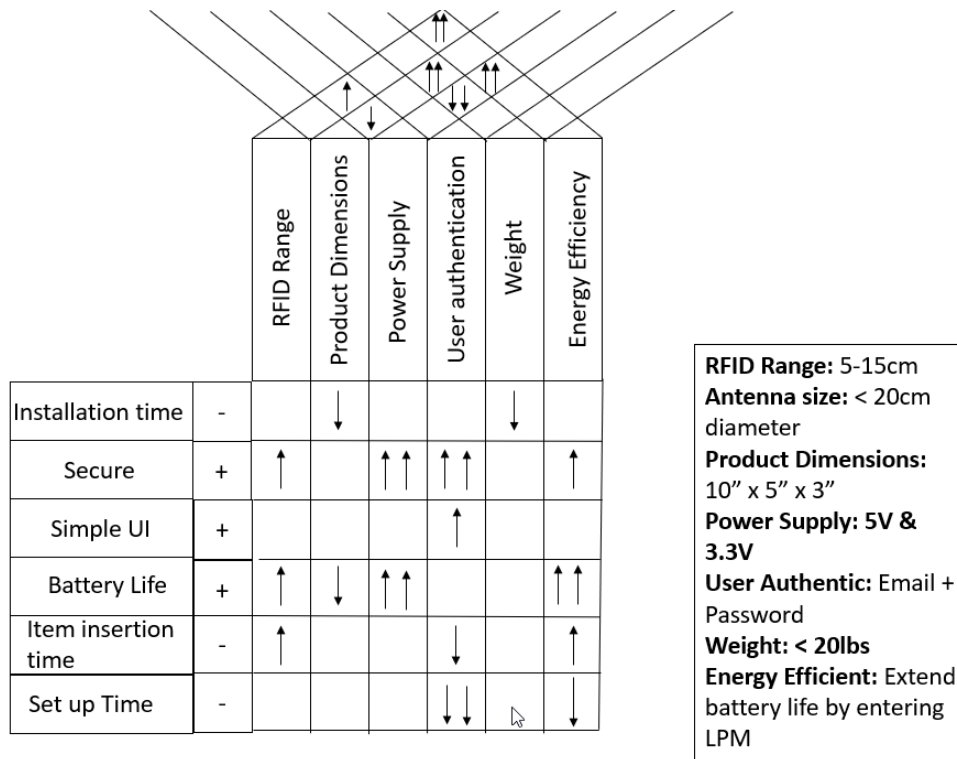 RFID Range
Product Dimensions
Power Supply
User authentication
Weight
Energy Efficiency
Installation time -
Secure +
Simple UI +
Battery Life +
Item insertion
time -
Set up Time -
RFID Range: 5-15cm
Antenna size: < 20cm
diameter
Product Dimensions:
10” x 5” x 3”
Power Supply: 5V &
3.3V
User Authentic: Email +
Password
Weight: < 20lbs
Energy Efficient: Extend
battery life by entering
LPM